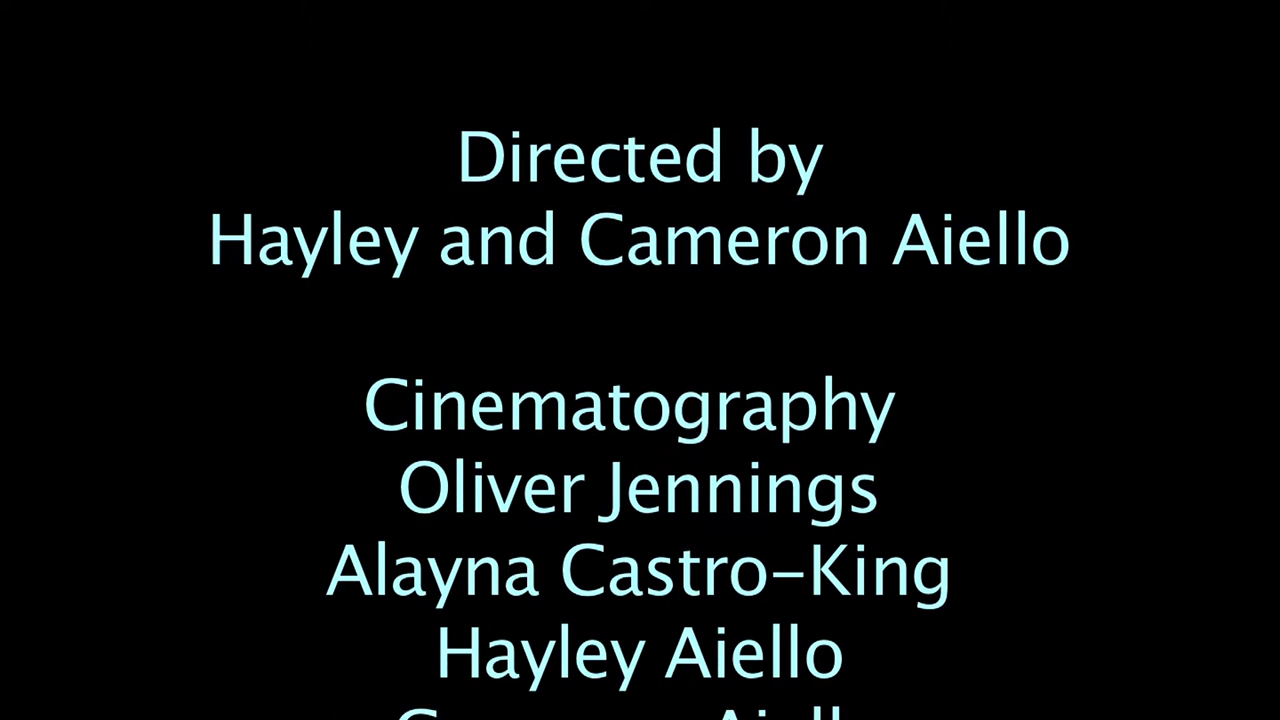 Directed by
Hayley and Cameron Aiello
Cinematography
Oliver Jennings
Alayna Castro-King
Hayley Aiello